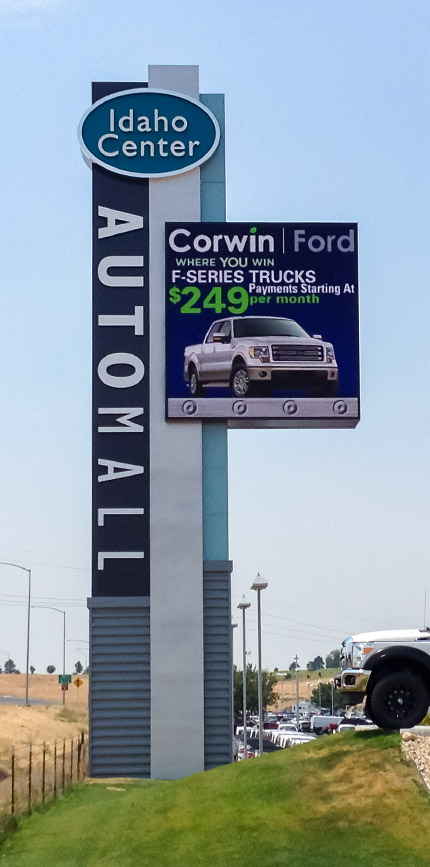 Idaho
Center
AUTOMALL
Corwin | Ford
WHERE YOU WIN
F-SERIES TRUCKS
$249 Payments Starting At
per month